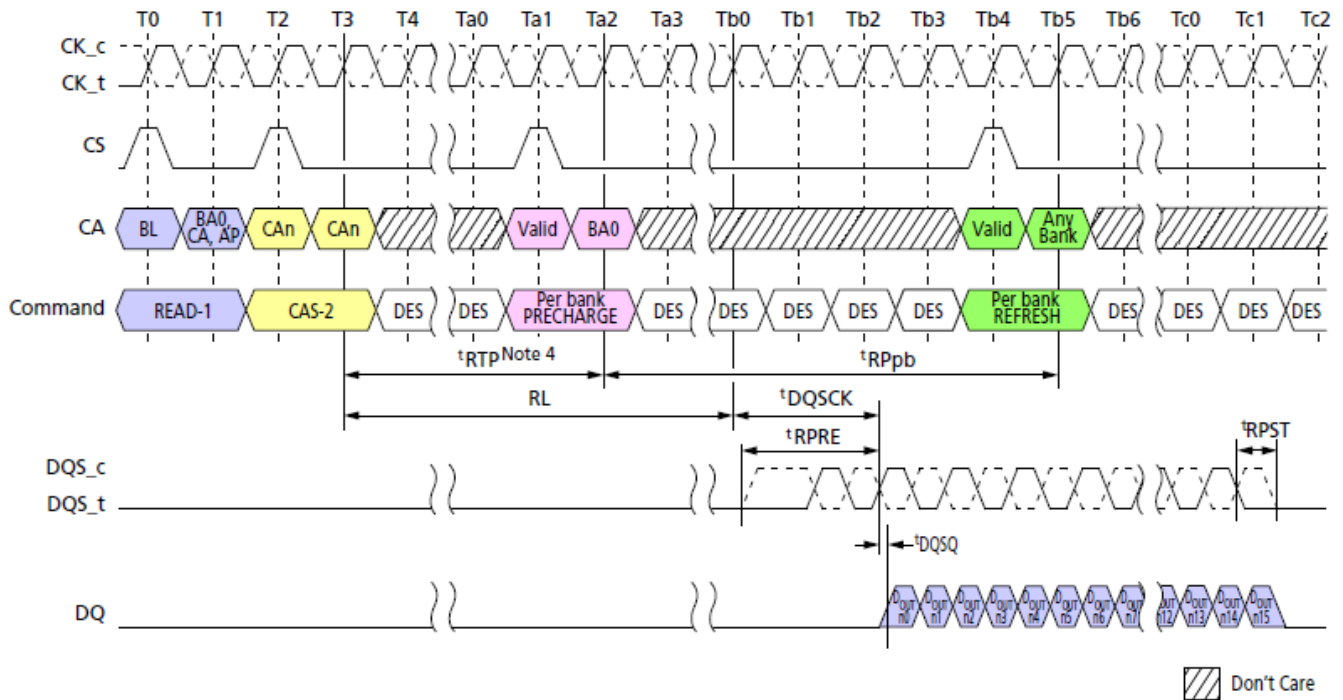 T0 T1 T2 T3 T4 Ta0 Ta1 Ta2 Ta3 Tb0 Tb1 Tb2 Tb3 Tb4 Tb5 Tb6 Tc0 Tc1 Tc2
CK_c
CK_t
CS
CA BL BA0, CA, AP CAn CAn Valid BA0 Valid Any Bank
Command READ-1 CAS-2 DES DES Per bank PRECHARGE DES DES DES DES DES Per bank REFRESH DES DES DES DES
tRTP Note 4 tRPpb
RL tDQSCK
tRPRE tRPST
DQS_c
DQS_t
tDQSQ
DQ DOUT n0 DOUT n1 DOUT n2 DOUT n3 DOUT n4 DOUT n5 DOUT n6 DOUT n7 DOUT n12 DOUT n13 DOUT n14 DOUT n15
Don't Care